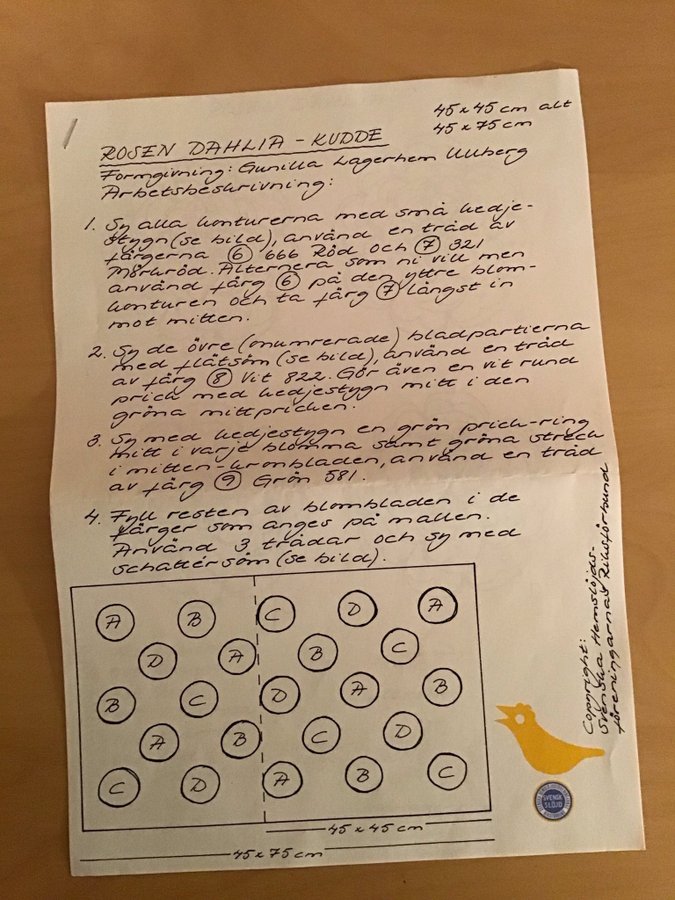 45 x 45 cm alt
45 x 75 cm
ROSEN DAHLIA - KUDDE
Formgivning: Gunilla Lagerhem Ullberg
Arbetsbeskrivning:
1. Sy alla konturerna med små kedje-
stygn (se bild), använd en tråd av
färgerna 6 666 Röd och 7 321
Mörkröd. Alternera som ni vill men
använd färg 6 på den yttre blom-
konturen och ta färg 7 längst in
mot mitten.
2. Sy de övre (onumrerade) bladpartierna
med flätsöm (se bild), använd en tråd
av färg 8 Vit 822. Gör även en vit rund
prick med kedjestygn mitt i den
gröna mittpricken.
3. Sy med kedjestygn en grön prick-ring
mitt i varje blomma samt gröna streck
i mitten-kronbladen, använd en tråd
av färg 9 Grön 581.
4. Fyll resten av blombladen i de
färger som anges på mallen.
Använd 3 trådar och sy med
schattérsöm (se bild).
A B C D A
D A B C
B C D A B
A B C D
C D A B C
45 x 45 cm
45 x 75 cm
Copyright:
Svenska Hemslöjds-
föreningarnas Riksförbund
SVENSK
SLÖJD